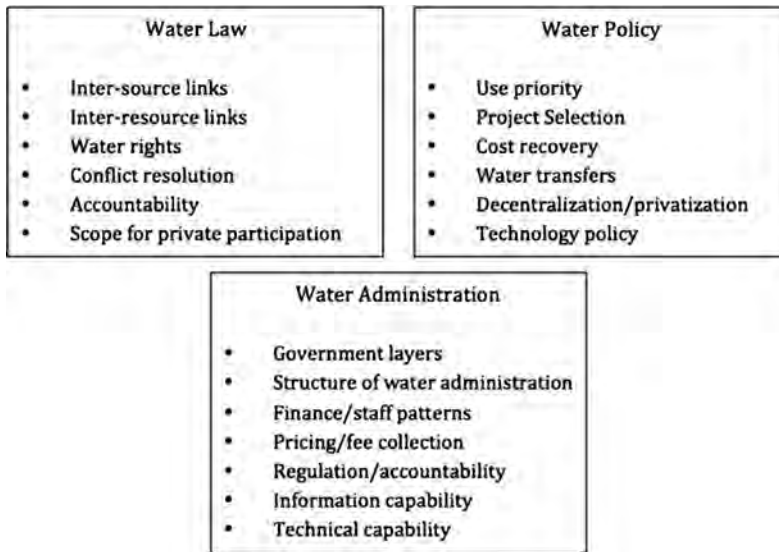 Water Law
• Inter-source links
• Inter-resource links
• Water rights
• Conflict resolution
• Accountability
• Scope for private participation
Water Policy
• Use priority
• Project Selection
• Cost recovery
• Water transfers
• Decentralization/privatization
• Technology policy
Water Administration
• Government layers
• Structure of water administration
• Finance/staff patterns
• Pricing/fee collection
• Regulation/accountability
• Information capability
• Technical capability